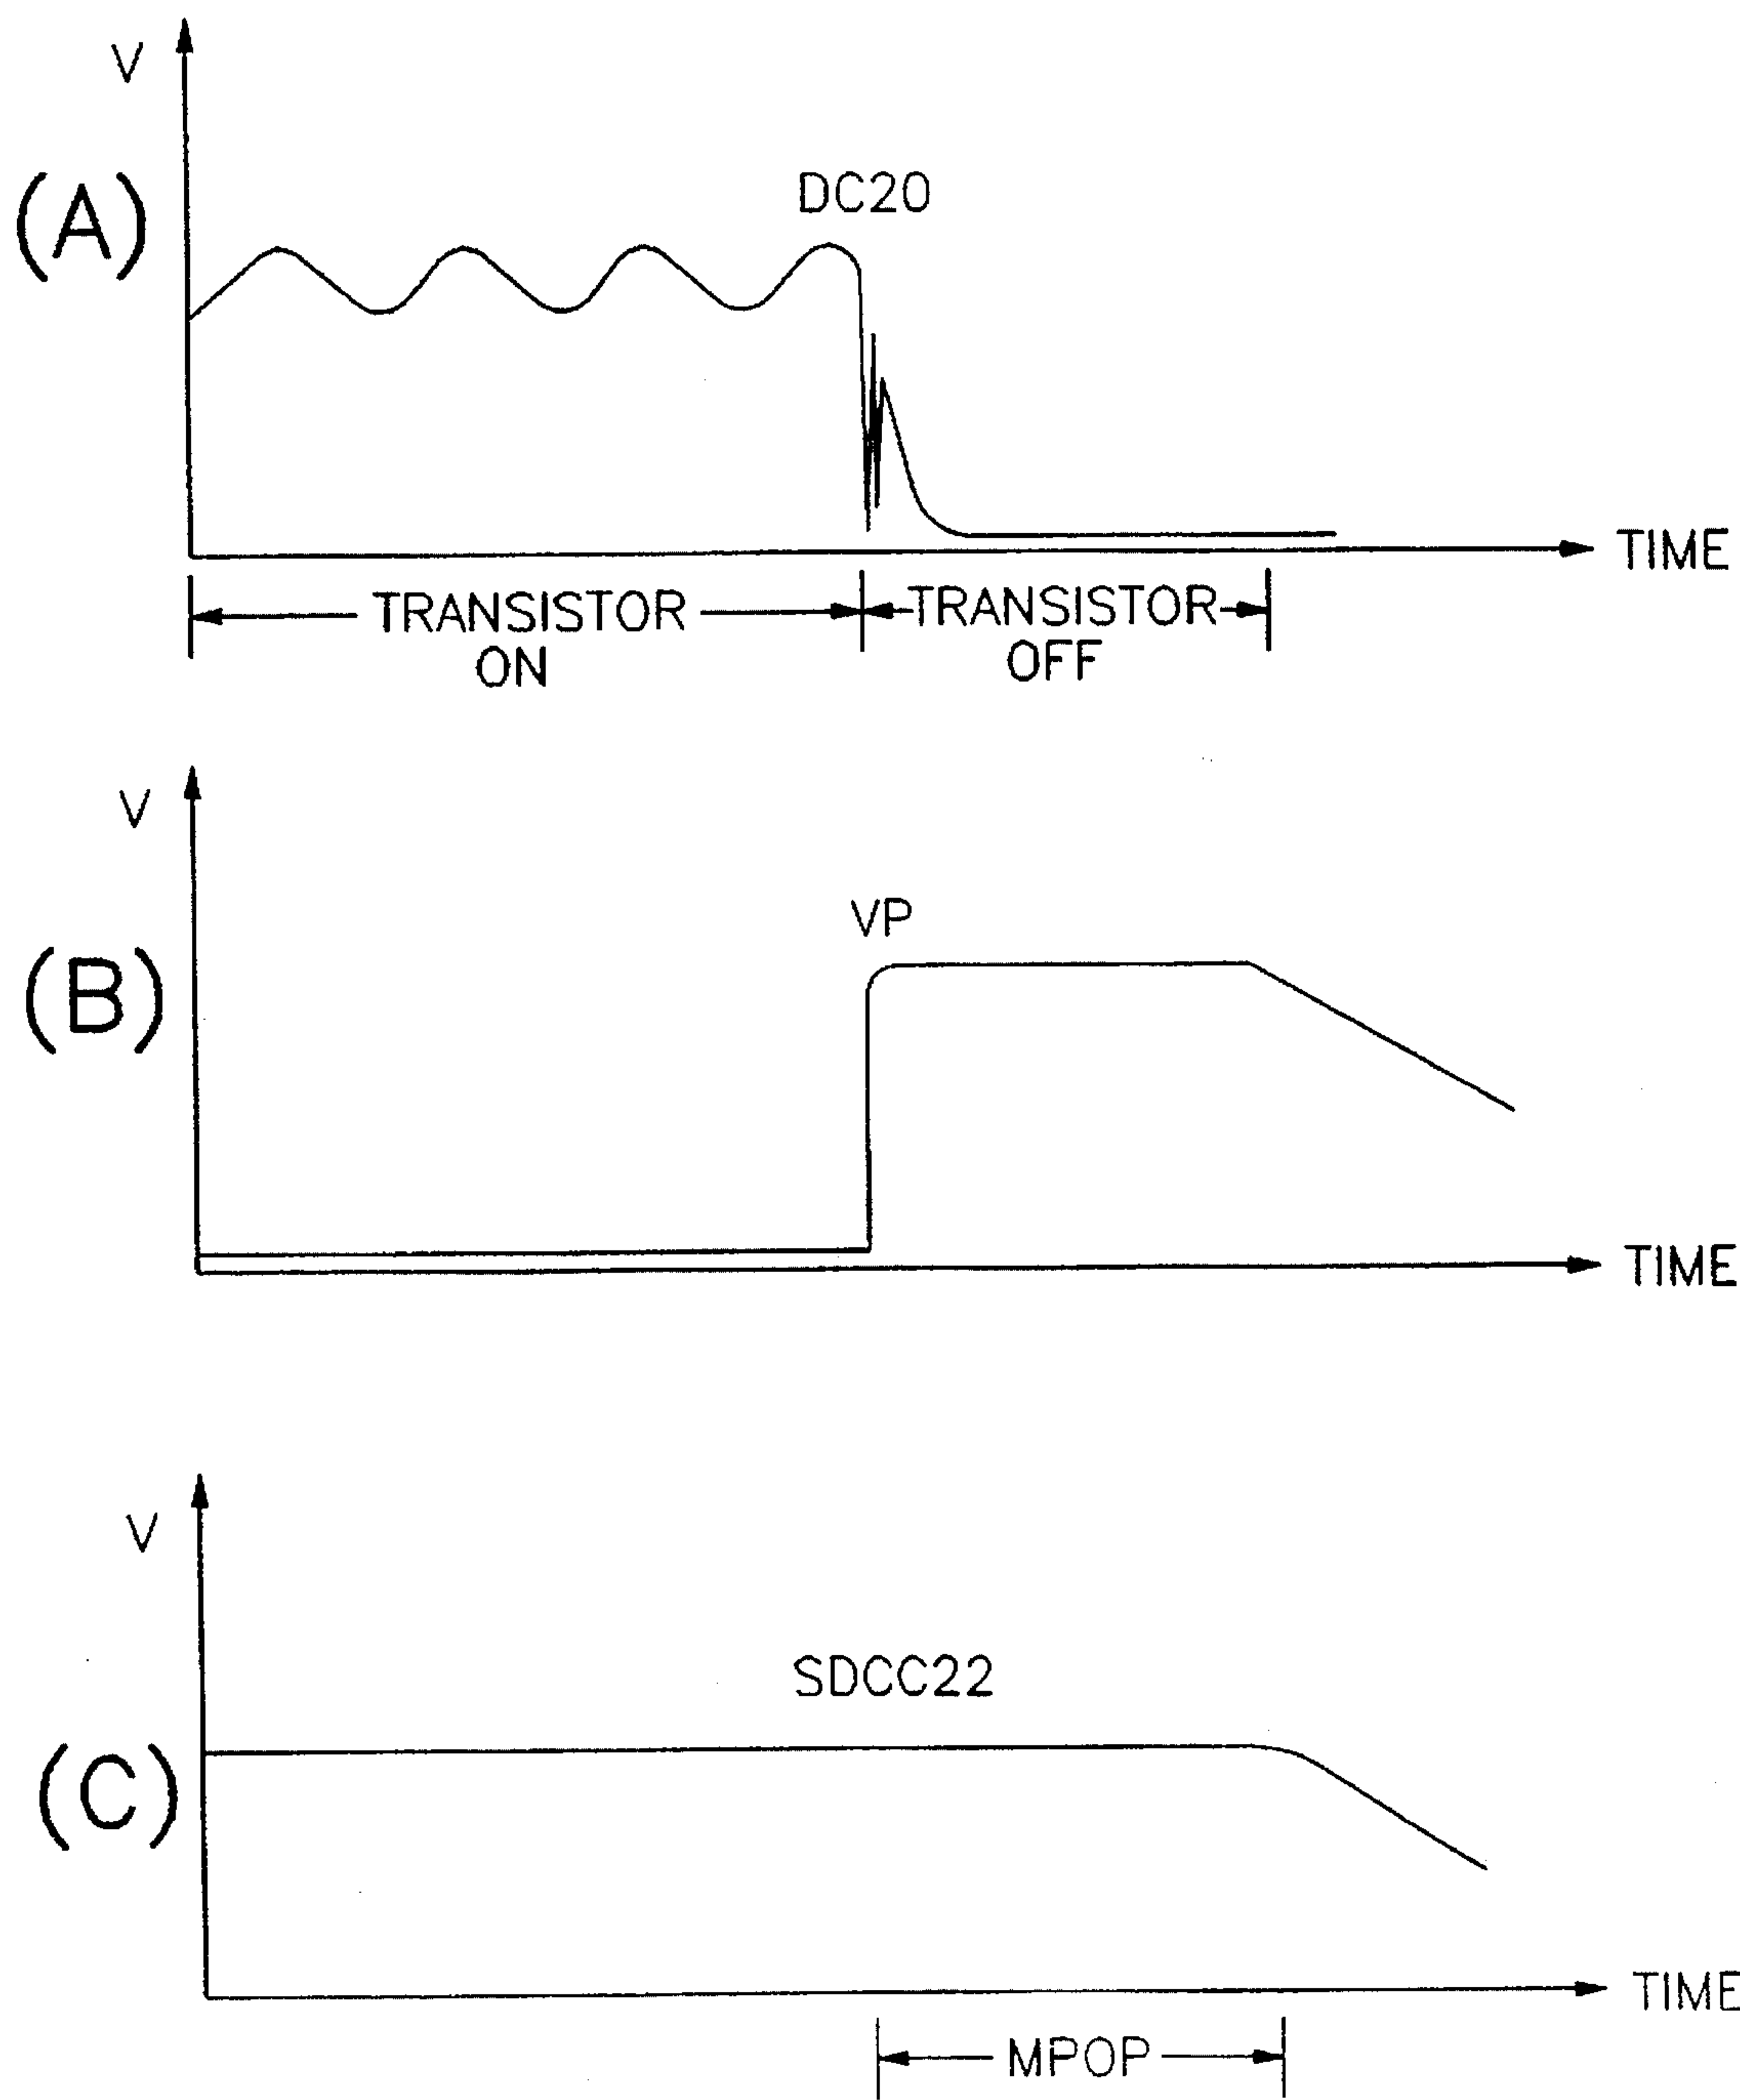 V
(A)
DC20
TIME
TRANSISTOR
ON
TRANSISTOR
OFF
V
(B)
VP
TIME
V
(C)
SDCC22
TIME
MPOP